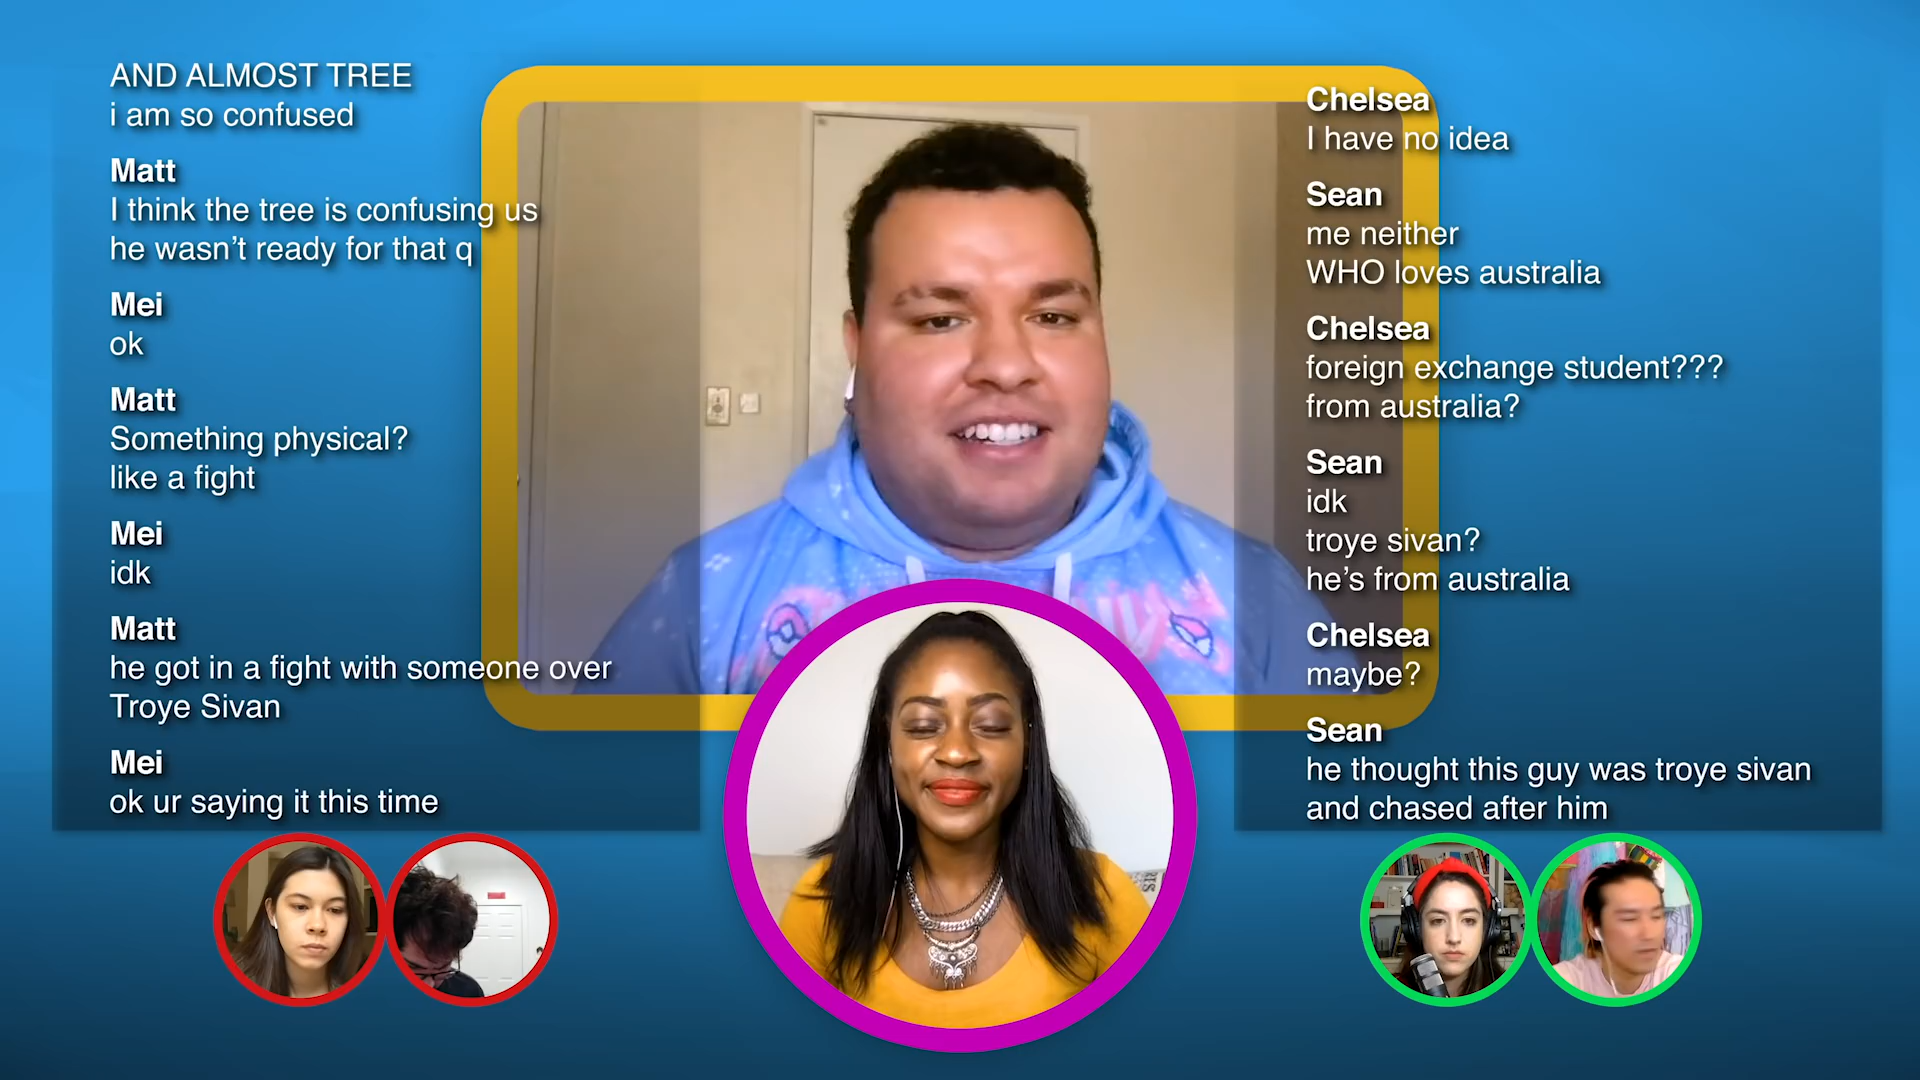 AND ALMOST TREE
i am so confused
Matt
I think the tree is confusing us
he wasn't ready for that q
Mei
ok
Matt
Something physical?
like a fight
Mei
idk
Matt
he got in a fight with someone over
Troye Sivan
Mei
ok ur saying it this time
Chelsea
I have no idea
Sean
me neither
WHO loves australia
Chelsea
foreign exchange student???
from australia?
Sean
idk
troye sivan?
he's from australia
Chelsea
maybe?
Sean
he thought this guy was troye sivan
and chased after him